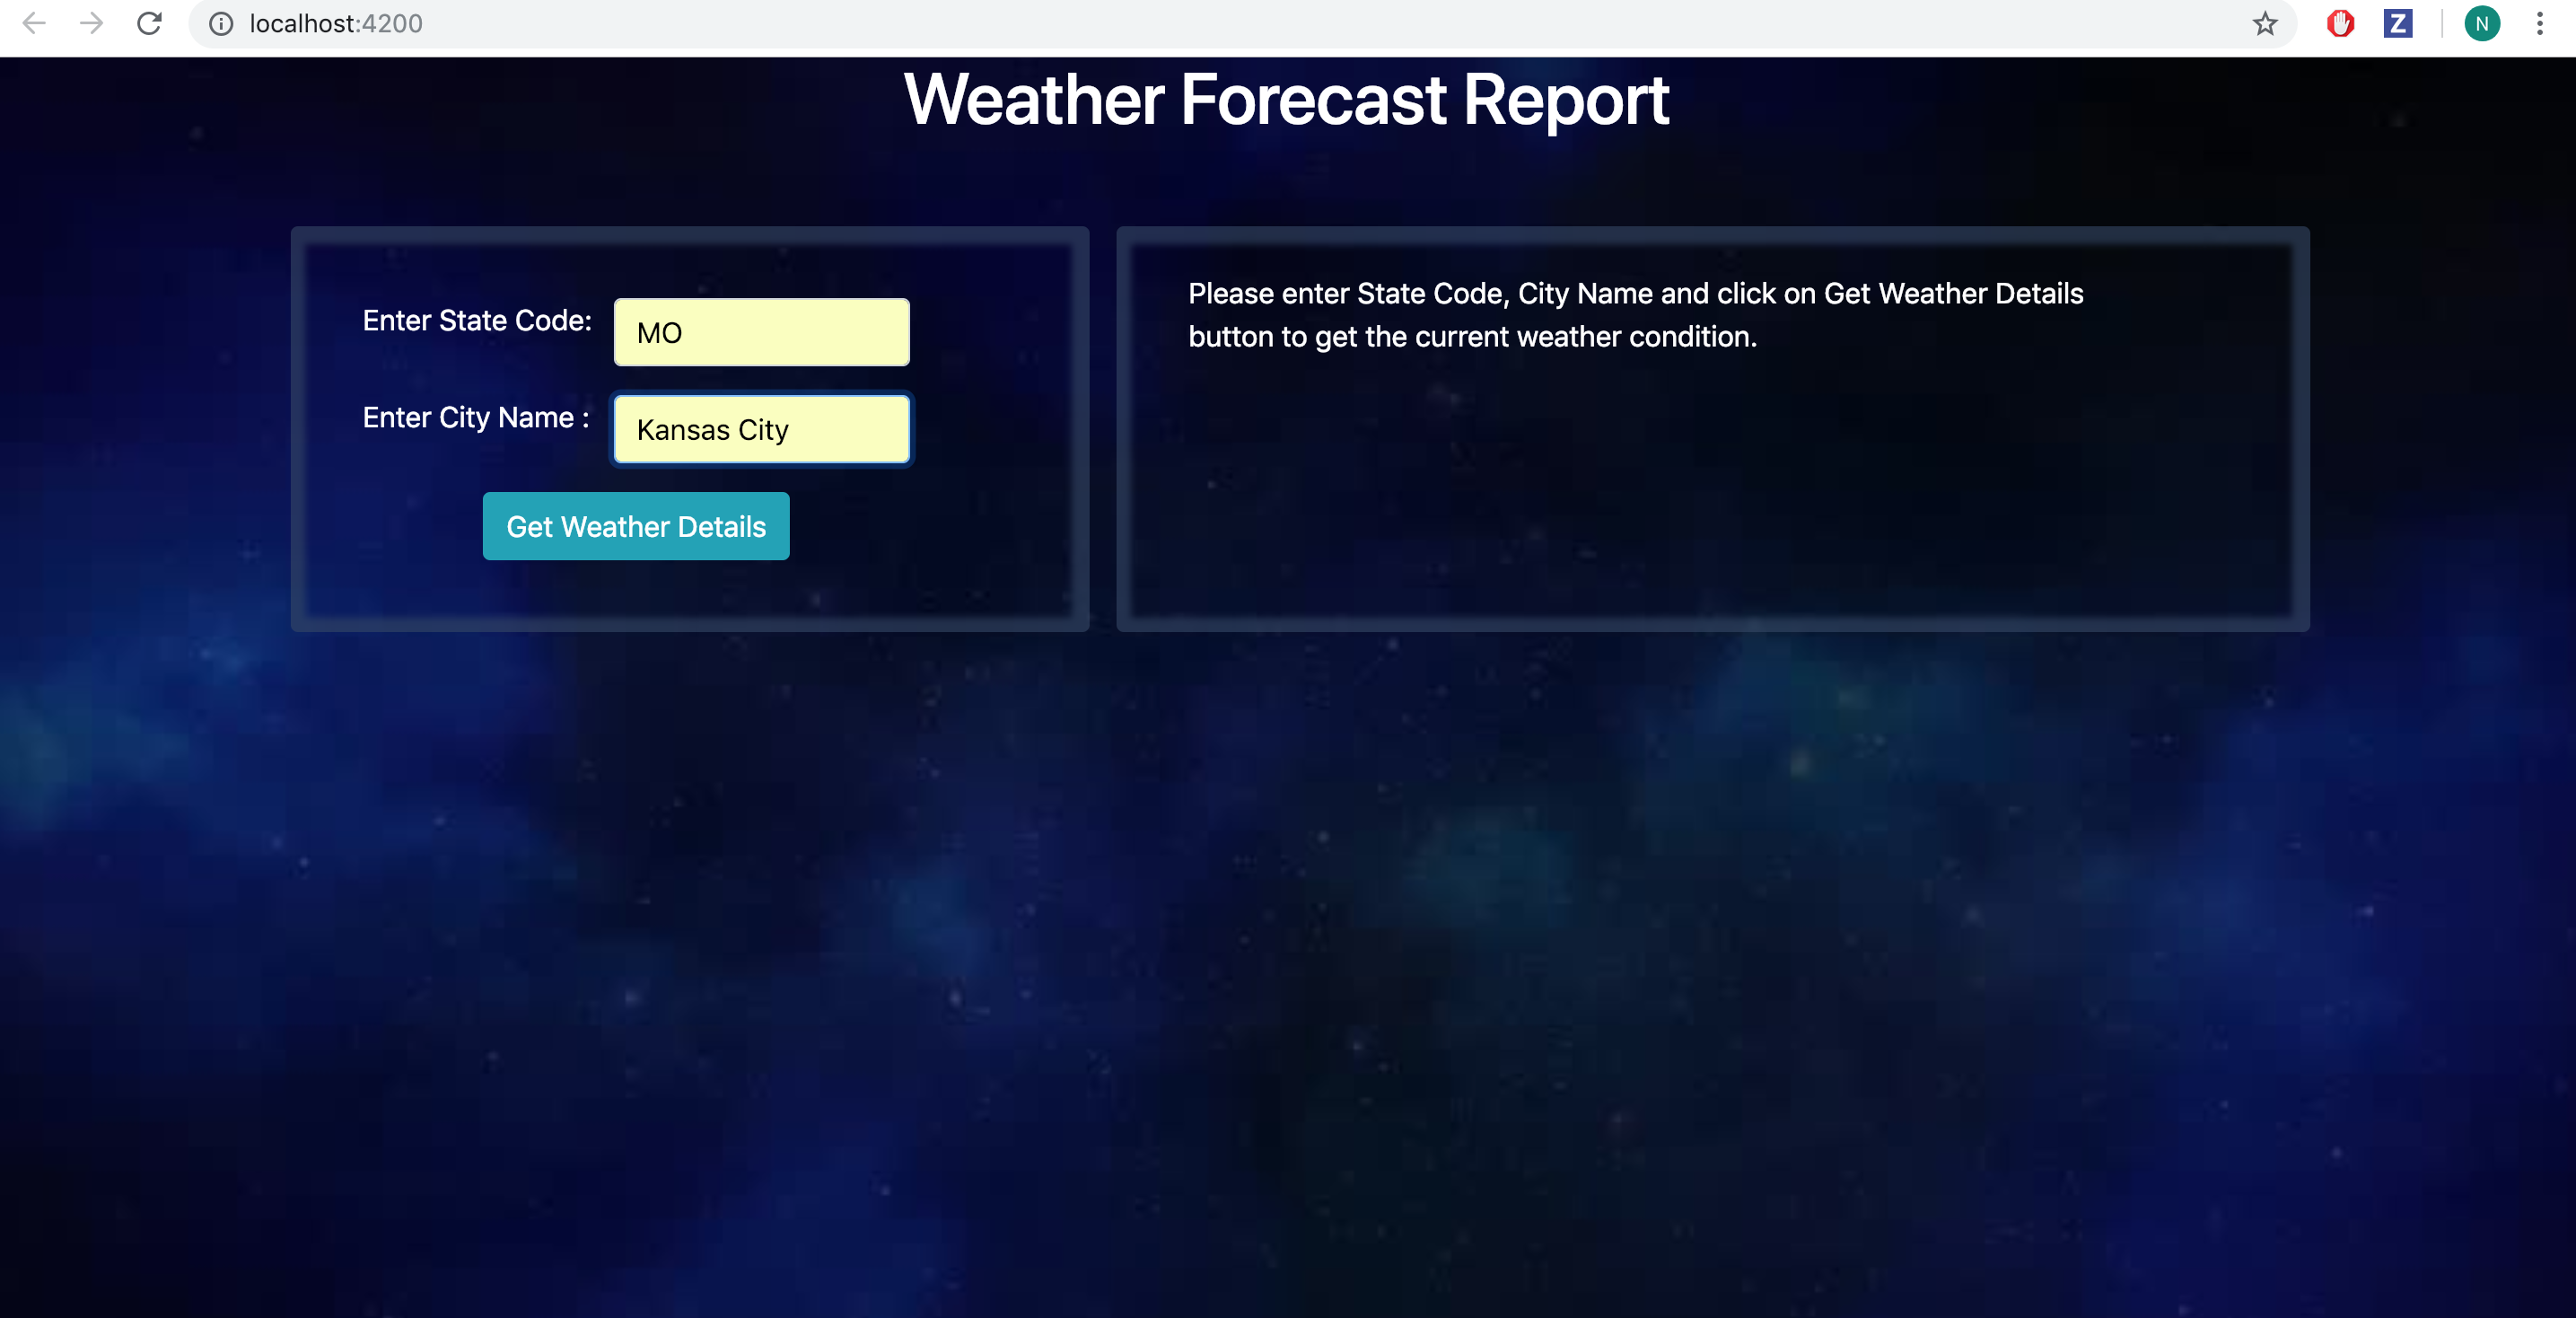 localhost:4200
Z
N
Weather Forecast Report
Enter State Code:
MO
Enter City Name :
Kansas City
Get Weather Details
Please enter State Code, City Name and click on Get Weather Details
button to get the current weather condition.